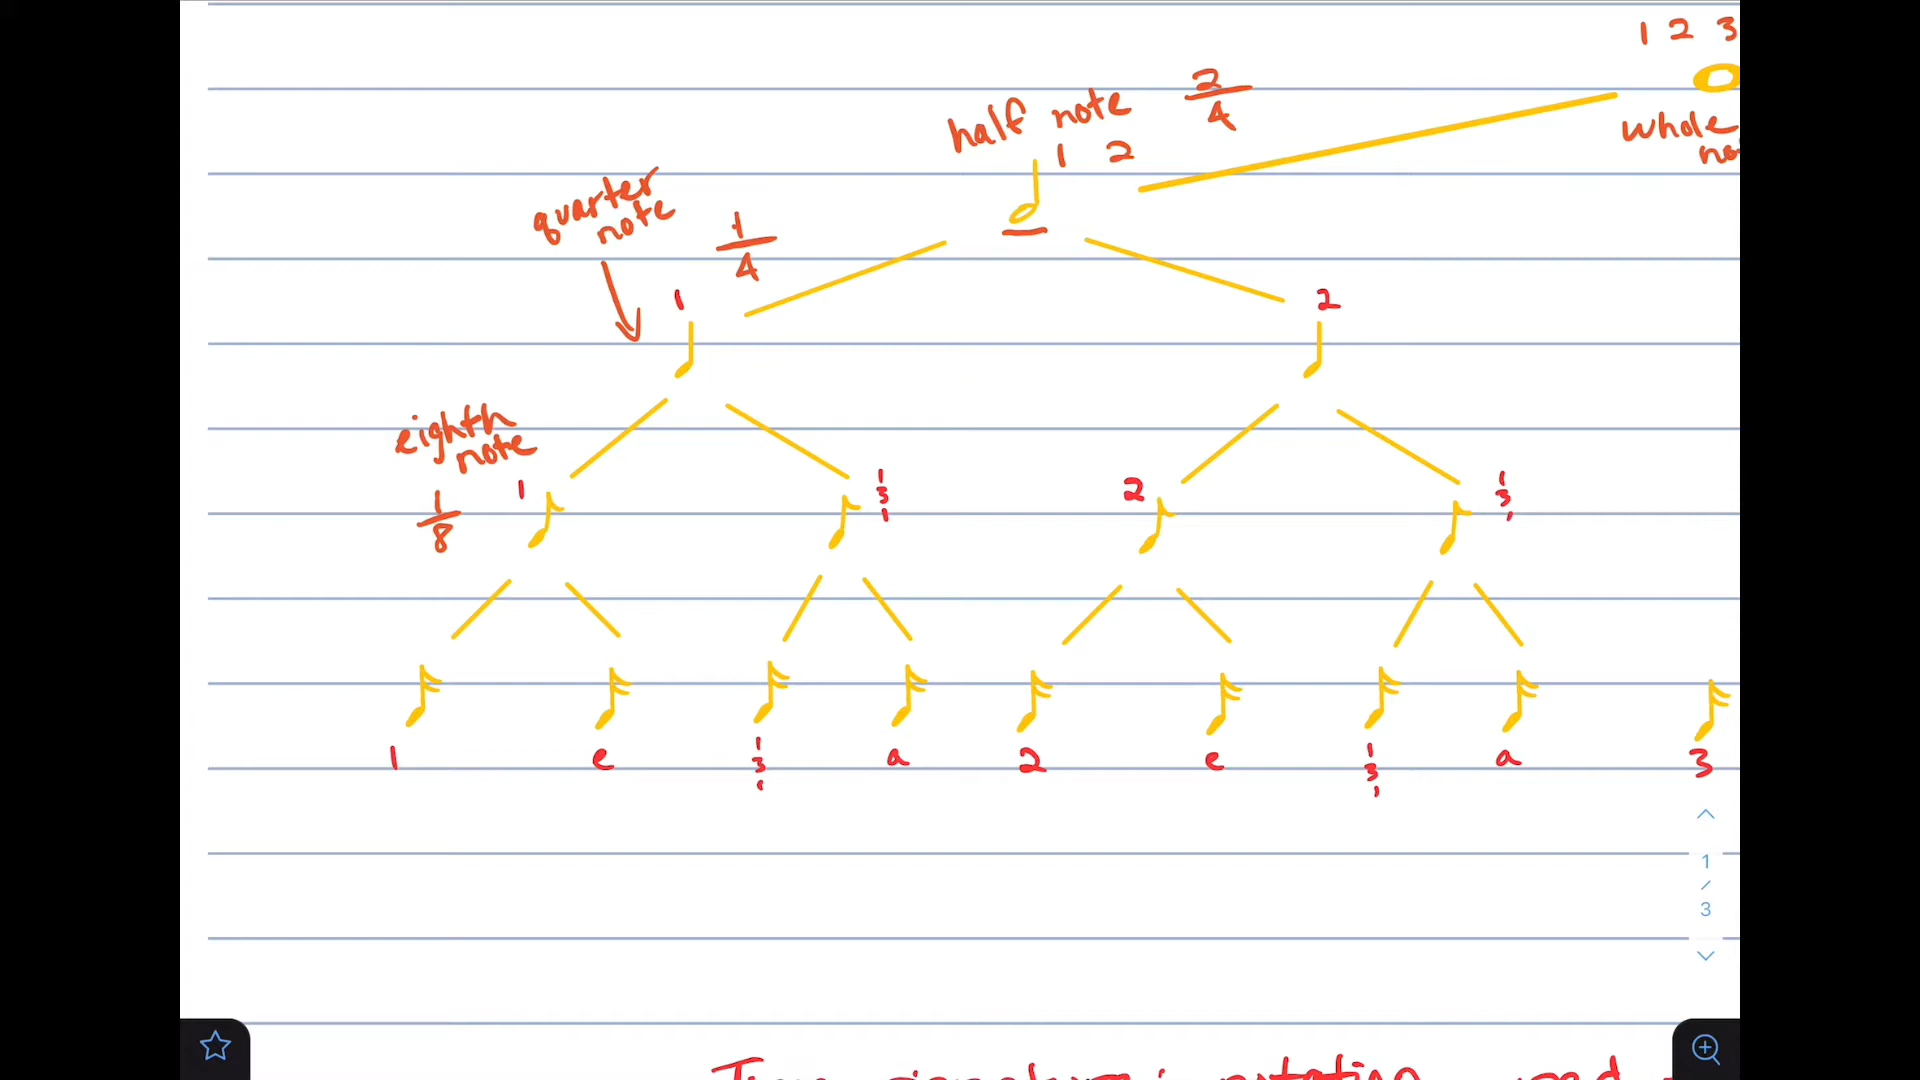 1 2 3
half note 2/4
1 2
whole
quarter
note
1/4
1 2
eighth
note
1/8
1 & 2 &
1 e & a 2 e & a 3
1
/
3